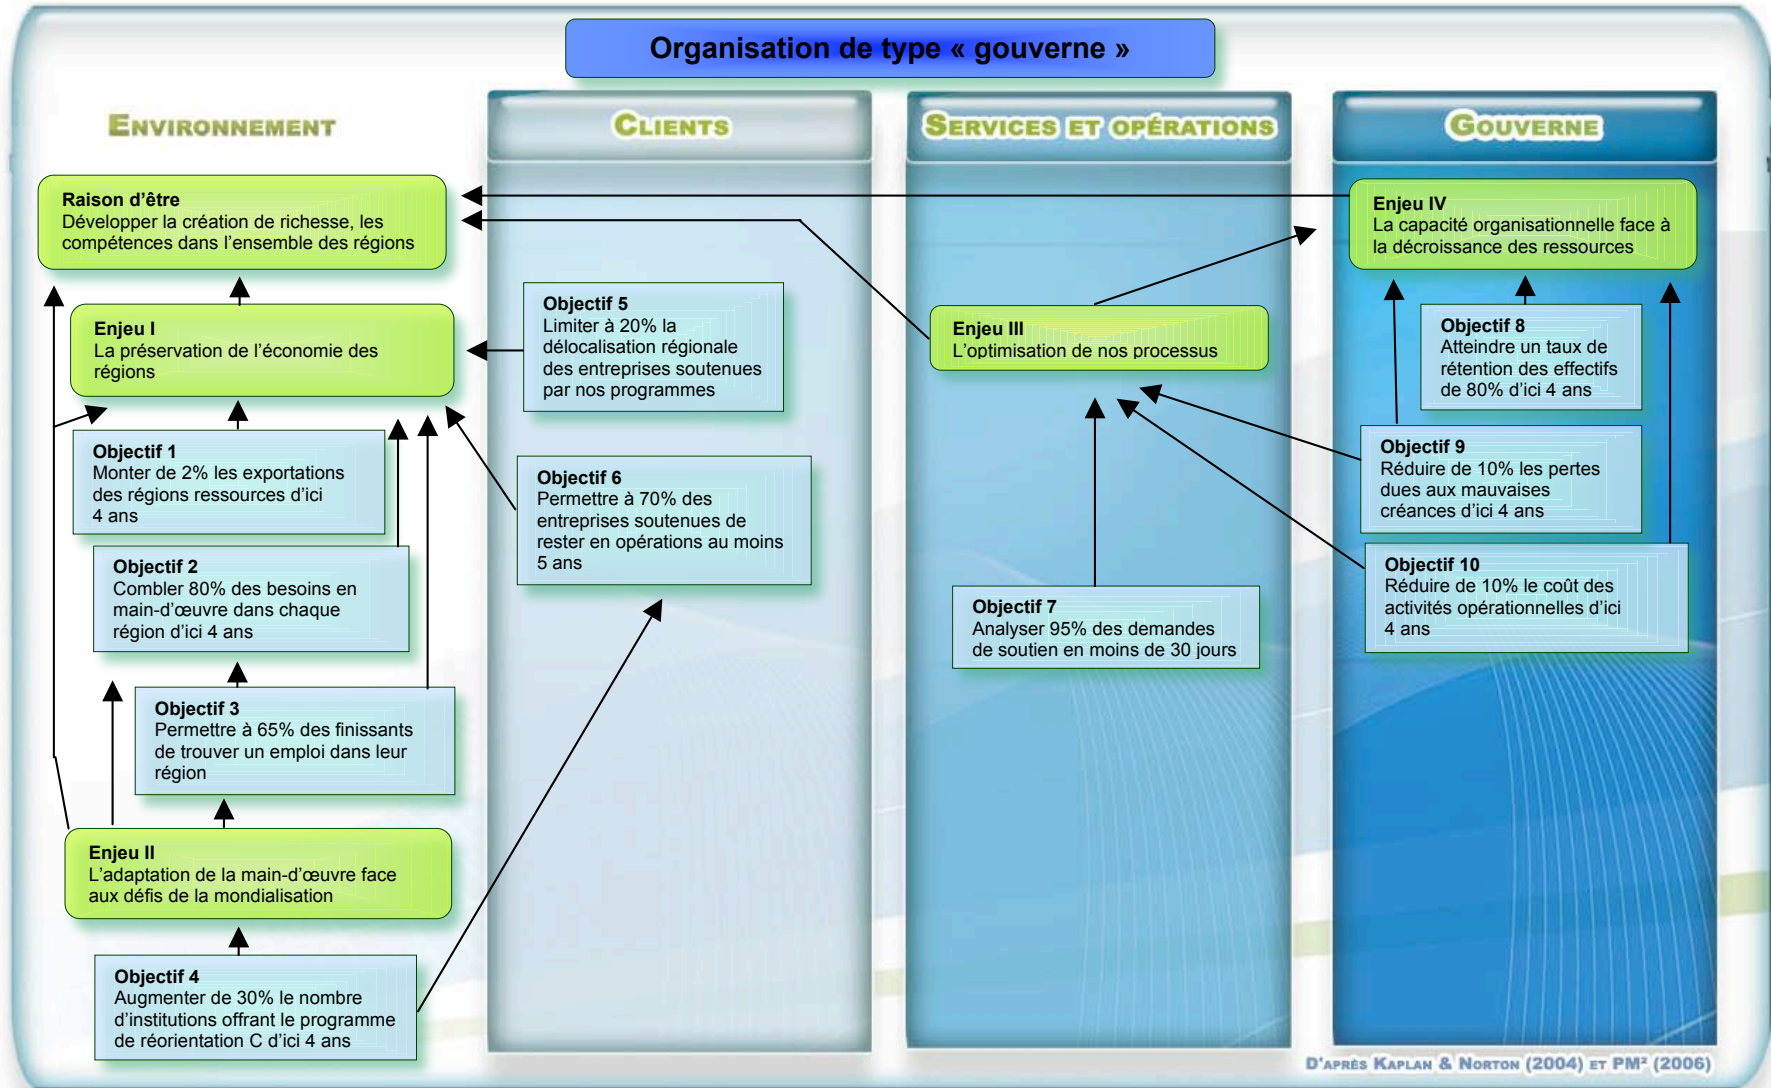 Organisation de type « gouverne »
ENVIRONNEMENT
Raison d’être
Développer la création de richesse, les
compétences dans l’ensemble des régions
Enjeu I
La préservation de l’économie des
régions
Objectif 1
Monter de 2% les exportations
des régions ressources d’ici
4 ans
Objectif 2
Combler 80% des besoins en
main-d’œuvre dans chaque
région d’ici 4 ans
Objectif 3
Permettre à 65% des finissants
de trouver un emploi dans leur
région
Enjeu II
L’adaptation de la main-d’œuvre face
aux défis de la mondialisation
Objectif 4
Augmenter de 30% le nombre
d’institutions offrant le programme
de réorientation C d’ici 4 ans
CLIENTS
Objectif 5
Limiter à 20% la
délocalisation régionale
des entreprises soutenues
par nos programmes
Objectif 6
Permettre à 70% des
entreprises soutenues de
rester en opérations au moins
5 ans
SERVICES ET OPÉRATIONS
Enjeu III
L’optimisation de nos processus
Objectif 7
Analyser 95% des demandes
de soutien en moins de 30 jours
GOUVERNE
Enjeu IV
La capacité organisationnelle face à
la décroissance des ressources
Objectif 8
Atteindre un taux de
rétention des effectifs
de 80% d’ici 4 ans
Objectif 9
Réduire de 10% les pertes
dues aux mauvaises
créances d’ici 4 ans
Objectif 10
Réduire de 10% le coût des
activités opérationnelles d’ici
4 ans
D'APRÈS KAPLAN & NORTON (2004) ET PM² (2006)